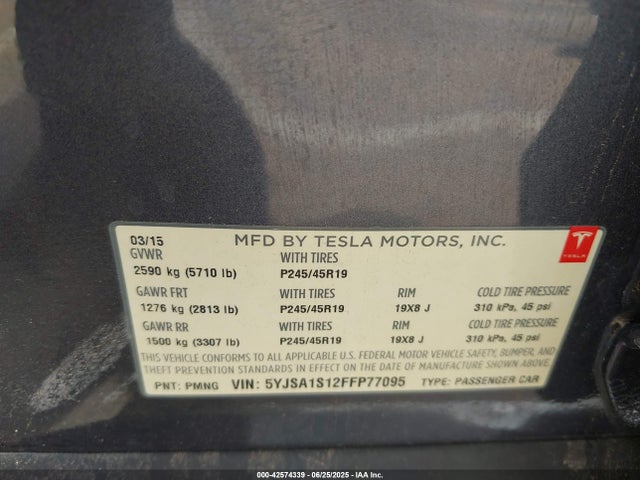 03/15 MFD BY TESLA MOTORS, INC.
GVWR WITH TIRES
2590 kg (5710 lb) P245/45R19
GAWR FRT WITH TIRES RIM COLD TIRE PRESSURE
1276 kg (2813 lb) P245/45R19 19X8 J 310 kPa, 45 psi
GAWR RR WITH TIRES RIM COLD TIRE PRESSURE
1500 kg (3307 lb) P245/45R19 19X8 J 310 kPa, 45 psi
THIS VEHICLE CONFORMS TO ALL APPLICABLE U.S. FEDERAL MOTOR VEHICLE SAFETY, BUMPER, AND
THEFT PREVENTION STANDARDS IN EFFECT ON THE DATE OF MANUFACTURE SHOWN ABOVE.
PNT: PMNG VIN: 5YJSA1S12FFP77095 TYPE: PASSENGER CAR
TESLA
000-42574339 | 06/25/2025 | IAA Inc.